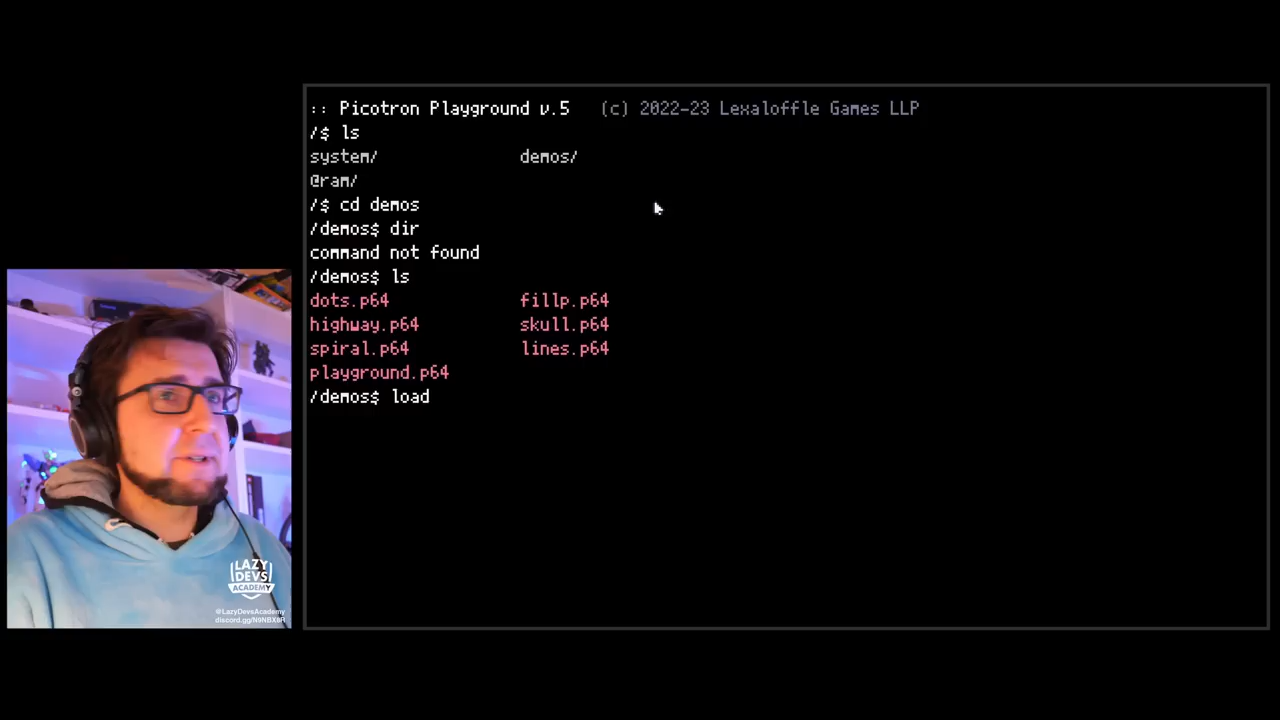 :: Picotron Playground v.5 (c) 2022-23 Lexaloffle Games LLP
/$ ls
system/ demos/
@ram/
/$ cd demos
/demos$ dir
command not found
/demos$ ls
dots.p64 fillp.p64
highway.p64 skull.p64
spiral.p64 lines.p64
playground.p64
/demos$ load
LAZY
DEVS
ACADEMY
@LazyDevsAcademy